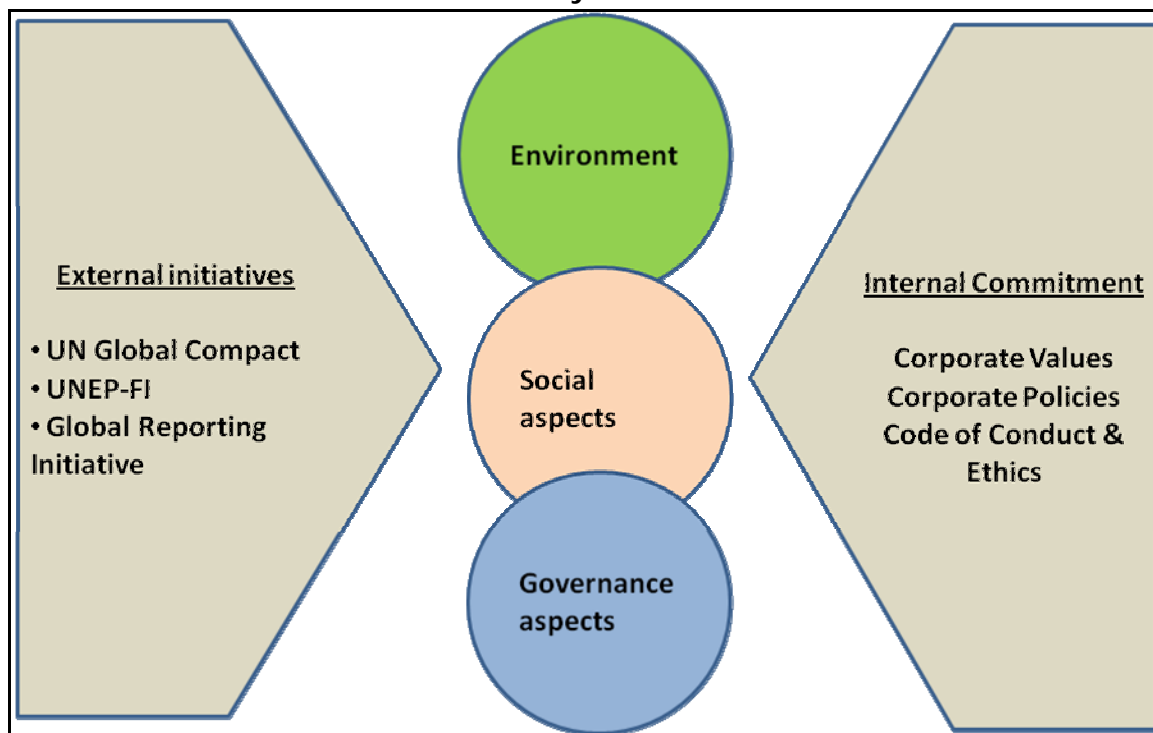 Environment
External initiatives
• UN Global Compact
• UNEP-FI
• Global Reporting
Initiative
Social
aspects
Governance
aspects
Internal Commitment
Corporate Values
Corporate Policies
Code of Conduct &
Ethics